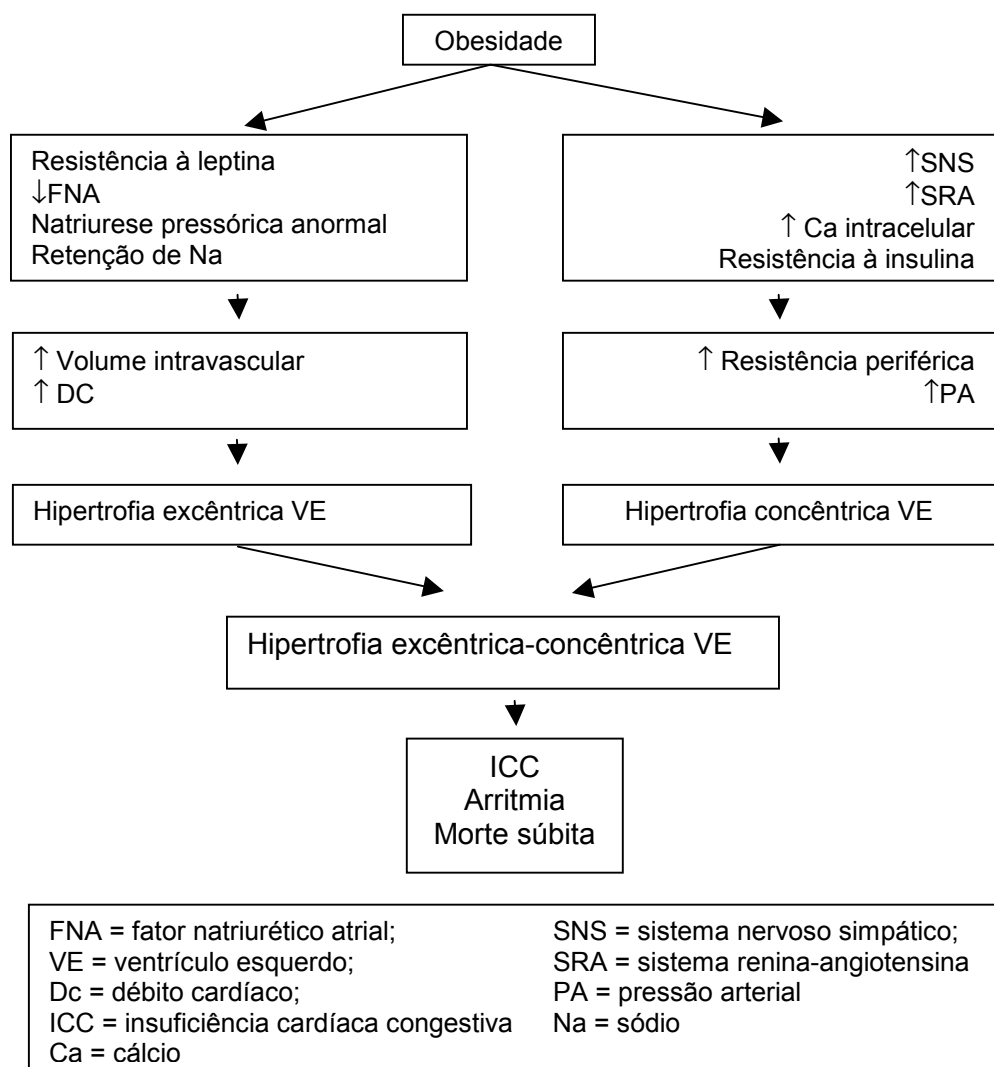 Obesidade
Resistência à leptina
↓FNA
Natriurese pressórica anormal
Retenção de Na
↑SNS
↑SRA
↑ Ca intracelular
Resistência à insulina
↑ Volume intravascular
↑ DC
↑ Resistência periférica
↑PA
Hipertrofia excêntrica VE
Hipertrofia concêntrica VE
Hipertrofia excêntrica-concêntrica VE
ICC
Arritmia
Morte súbita
FNA = fator natriurético atrial;
VE = ventrículo esquerdo;
Dc = débito cardíaco;
ICC = insuficiência cardíaca congestiva
Ca = cálcio
SNS = sistema nervoso simpático;
SRA = sistema renina-angiotensina
PA = pressão arterial
Na = sódio